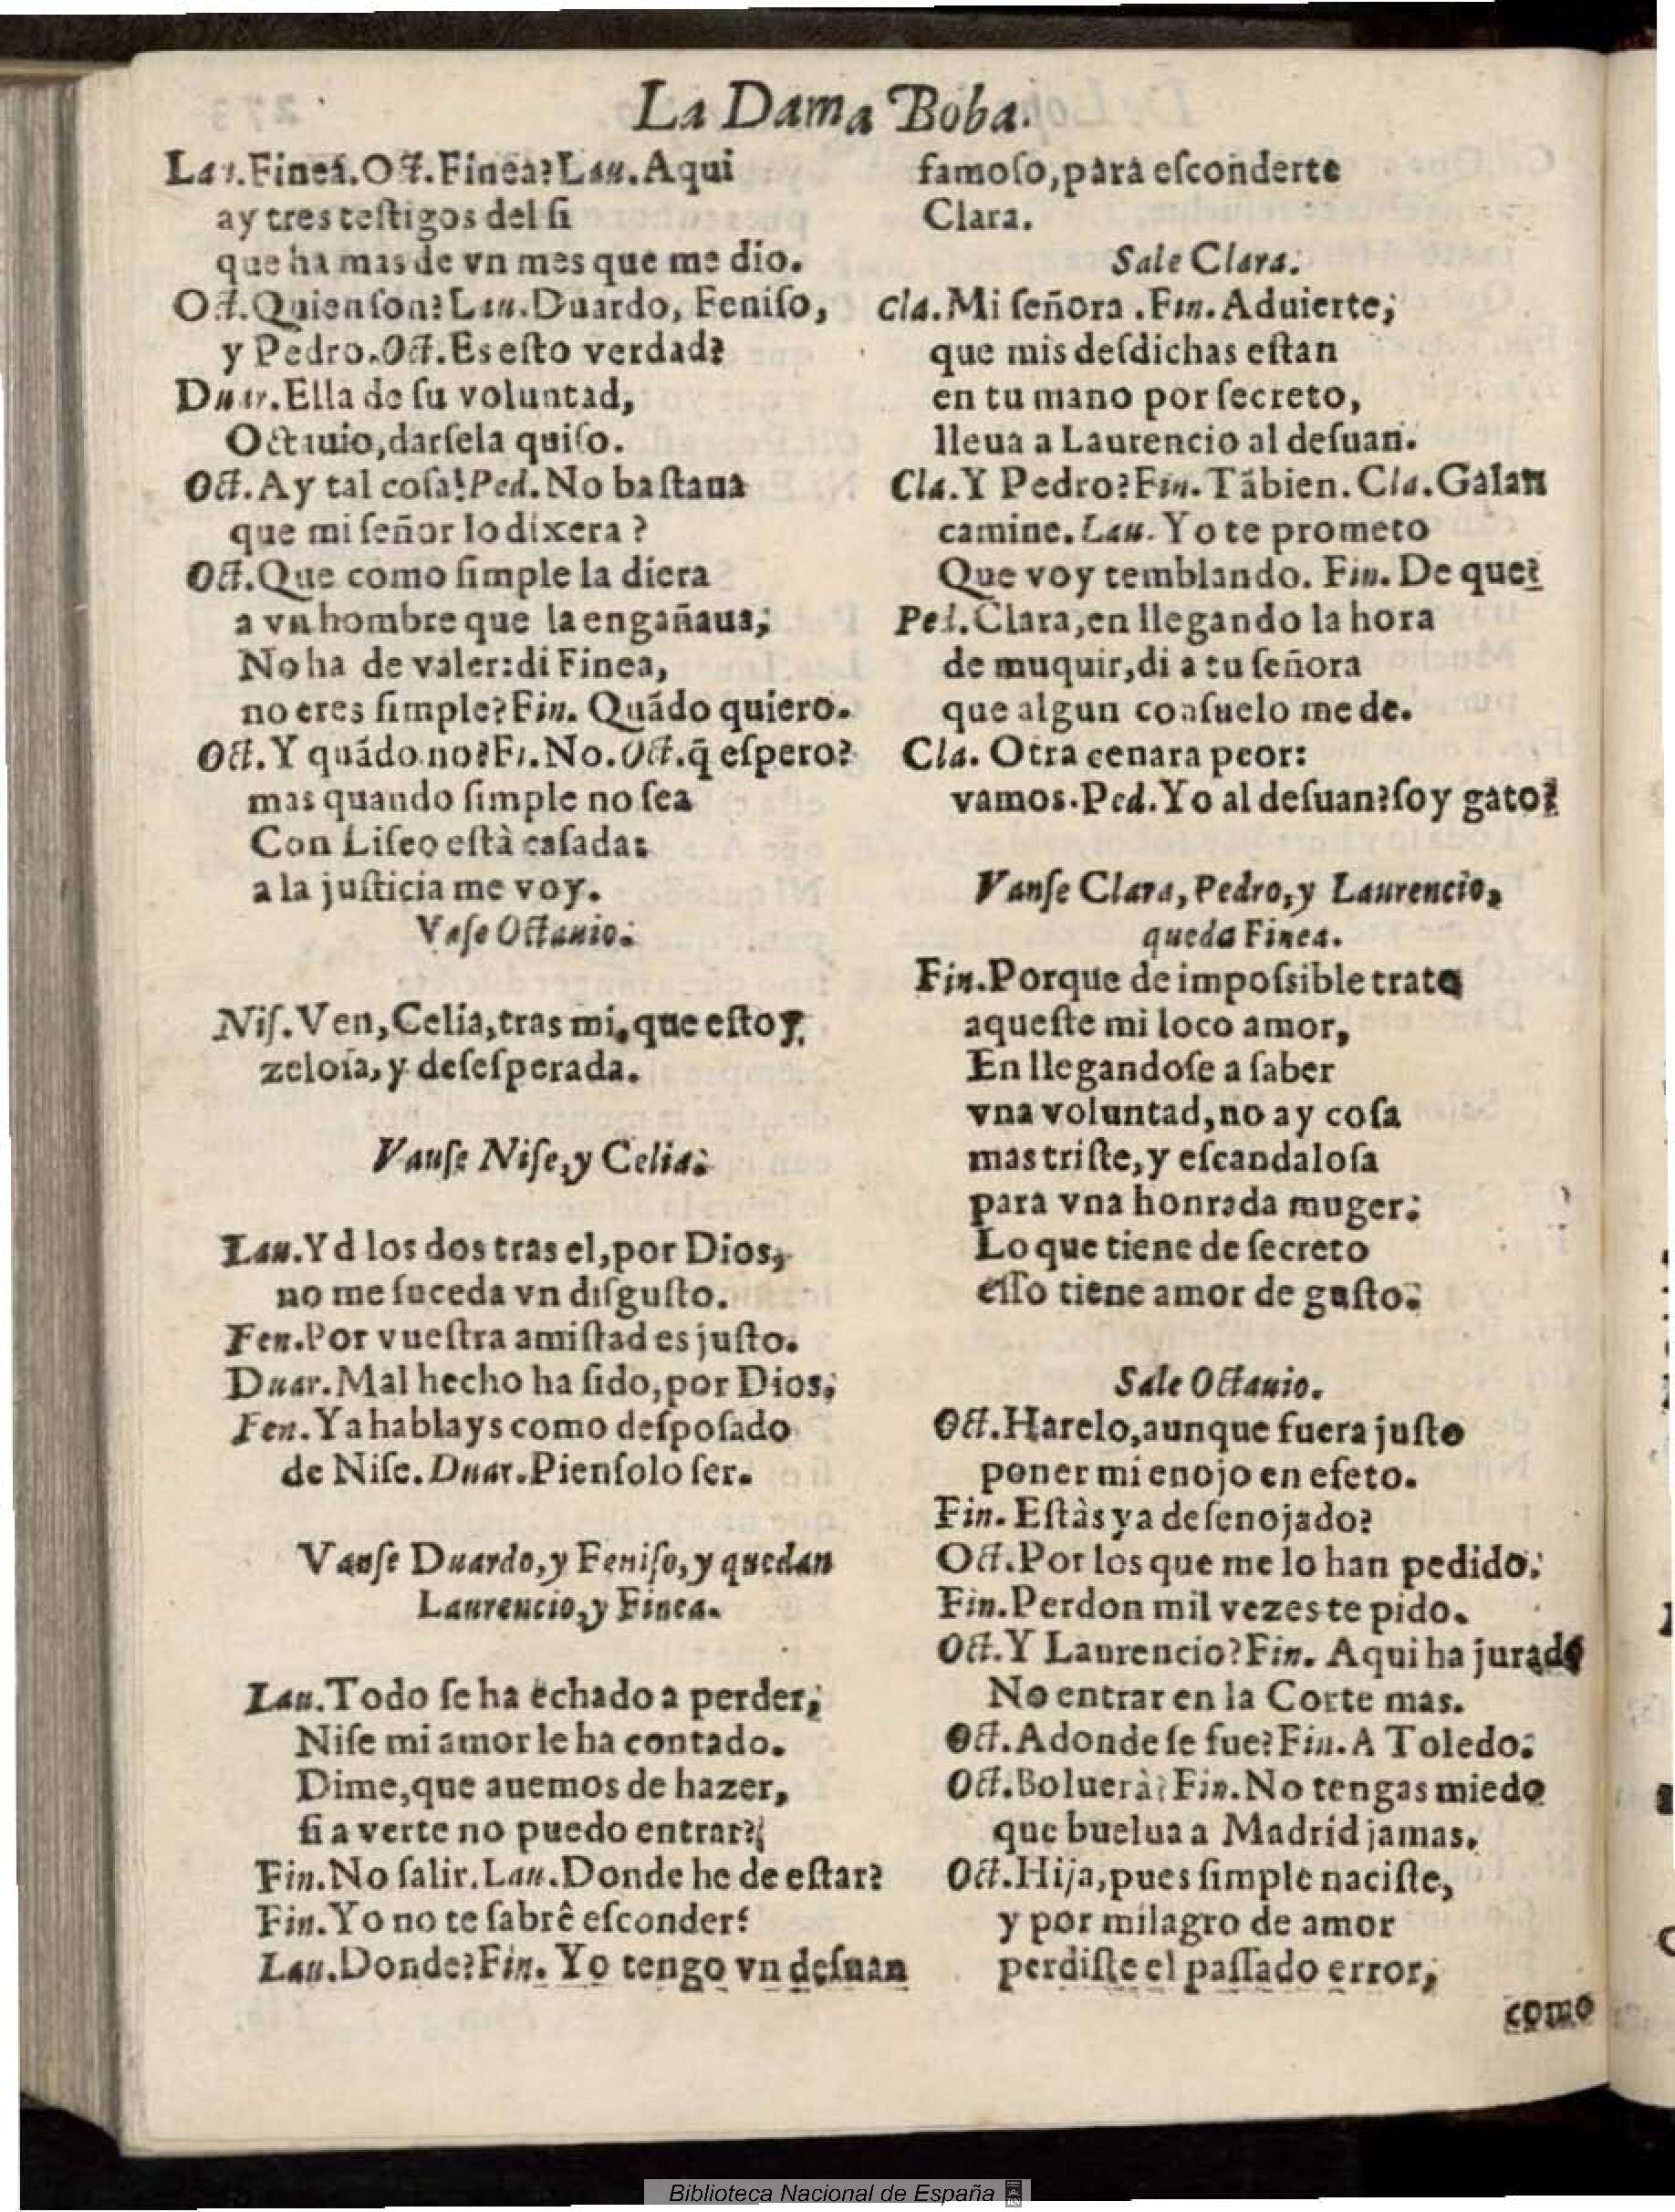 La Dama Boba.
Lau.Finea.Oct.Finea?Lau.Aqui
ay tres testigos del si
que ha mas de vn mes que me dio.
Oct.Quien son?Lau.Duardo, Feniso,
y Pedro.Oct.Es esto verdad?
Duar.Ella de su voluntad,
Octauio,darsela quiso.
Oct.Ay tal cosa!Ped.No bastaua
que mi señor lo dixera?
Oct.Que como simple la diera
a vn hombre que la engañaua;
No ha de valer:di Finea,
no eres simple?Fin. Quãdo quiero.
Oct.Y quãdo no?Fi.No.Oct.q̃ espero?
mas quando simple no sea
Con Liseo està casada:
a la justicia me voy.
Vase Octauio.
Nis.Ven,Celia,tras mi,que estoy
zelosa,y desesperada.
Vanse Nise,y Celia.
Lau.Yd los dos tras el,por Dios,
no me suceda vn disgusto.
Fen.Por vuestra amistad es justo.
Duar.Mal hecho ha sido,por Dios.
Fen.Ya hablays como desposado
de Nise.Duar.Piensolo ser.
Vanse Duardo,y Feniso,y quedan
Laurencio,y Finea.
Lau.Todo se ha echado a perder;
Nise mi amor le ha contado.
Dime,que auemos de hazer,
si a verte no puedo entrar?
Fin.No salir.Lau.Donde he de estar?
Fin.Yo no te sabrê esconder?
Lau.Donde?Fin. Yo tengo vn desuan
famoso,para esconderte
Clara.
Sale Clara.
Cla.Mi señora.Fin.Aduierte;
que mis desdichas estan
en tu mano por secreto,
lleua a Laurencio al desuan.
Cla.Y Pedro?Fin.Tãbien.Cla.Galan
camine.Lau.Yo te prometo
Que voy temblando. Fin. De que?
Ped.Clara,en llegando la hora
de muquir,di a tu señora
que algun consuelo me de.
Cla. Otra cenara peor:
vamos.Ped.Yo al desuan?soy gato?
Vanse Clara,Pedro,y Laurencio,
queda Finea.
Fin.Porque de impossible trato
aqueste mi loco amor,
En llegandose a saber
vna voluntad,no ay cosa
mas triste,y escandalosa
para vna honrada muger:
Lo que tiene de secreto
esso tiene amor de gusto.
Sale Octauio.
Oct.Harelo,aunque fuera justo
poner mi enojo en efeto.
Fin.Estàs ya desenojado?
Oct.Por los que me lo han pedido.
Fin.Perdon mil vezes te pido.
Oct.Y Laurencio?Fin. Aqui ha jurado
No entrar en la Corte mas.
Oct.Adonde se fue?Fin.A Toledo.
Oct.Boluerà?Fin.No tengas miedo
que buelua a Madrid jamas.
Oct.Hija,pues simple naciste,
y por milagro de amor
perdiste el passado error,
como
Biblioteca Nacional de España